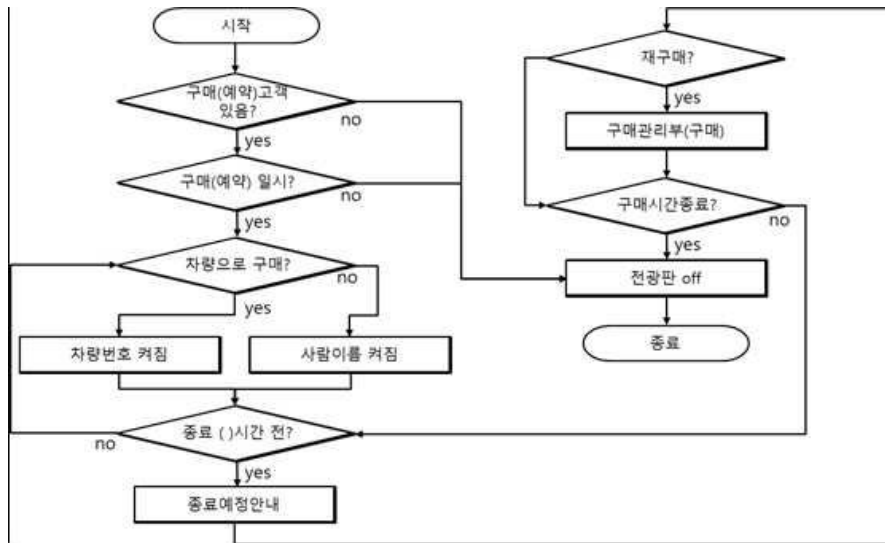 시작
구매(예약)고객
있음?
no
yes
구매(예약) 일시?
no
yes
차량으로 구매?
no
yes
차량번호 켜짐
사람이름 켜짐
종료 ( )시간 전?
no
yes
종료예정안내
재구매?
yes
구매관리부(구매)
구매시간종료?
no
yes
전광판 off
종료